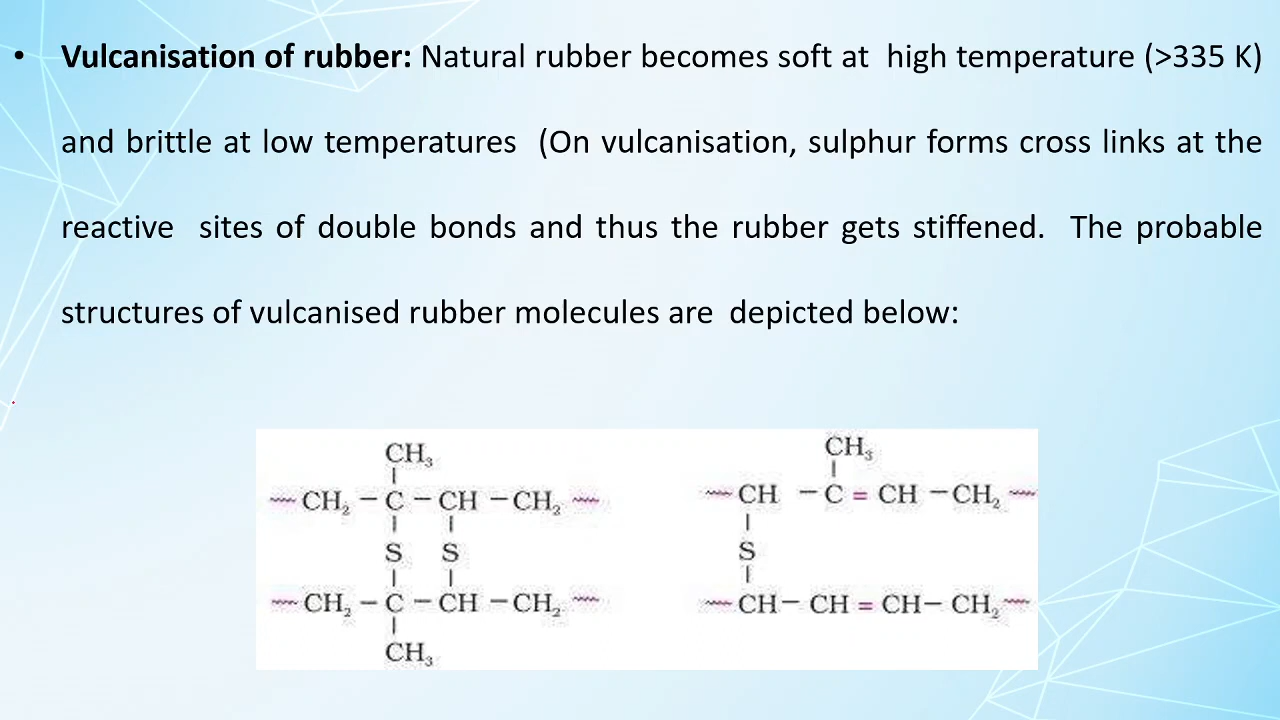 • Vulcanisation of rubber: Natural rubber becomes soft at high temperature (>335 K)
and brittle at low temperatures (On vulcanisation, sulphur forms cross links at the
reactive sites of double bonds and thus the rubber gets stiffened. The probable
structures of vulcanised rubber molecules are depicted below:
CH₃
CH₂ – C – CH – CH₂
S S
CH₂ – C – CH – CH₂
CH₃
CH₃
CH – C = CH – CH₂
S
CH – CH = CH – CH₂